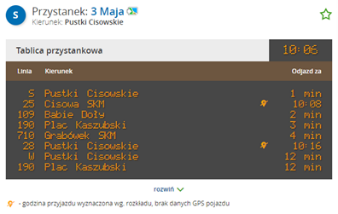 S Przystanek: 3 Maja
Kierunek: Pustki Cisowskie
Tablica przystankowa 10:06
Linia Kierunek Odjazd za
S Pustki Cisowskie 1 min
25 Cisowa SKM 10:08
109 Babie Doły 2 min
190 Plac Kaszubski 3 min
710 Grabówek SKM 4 min
28 Pustki Cisowskie 10:16
W Pustki Cisowskie 12 min
190 Plac Kaszubski 12 min
rozwiń
- godzina przyjazdu wyznaczona wg. rozkładu, brak danych GPS pojazdu